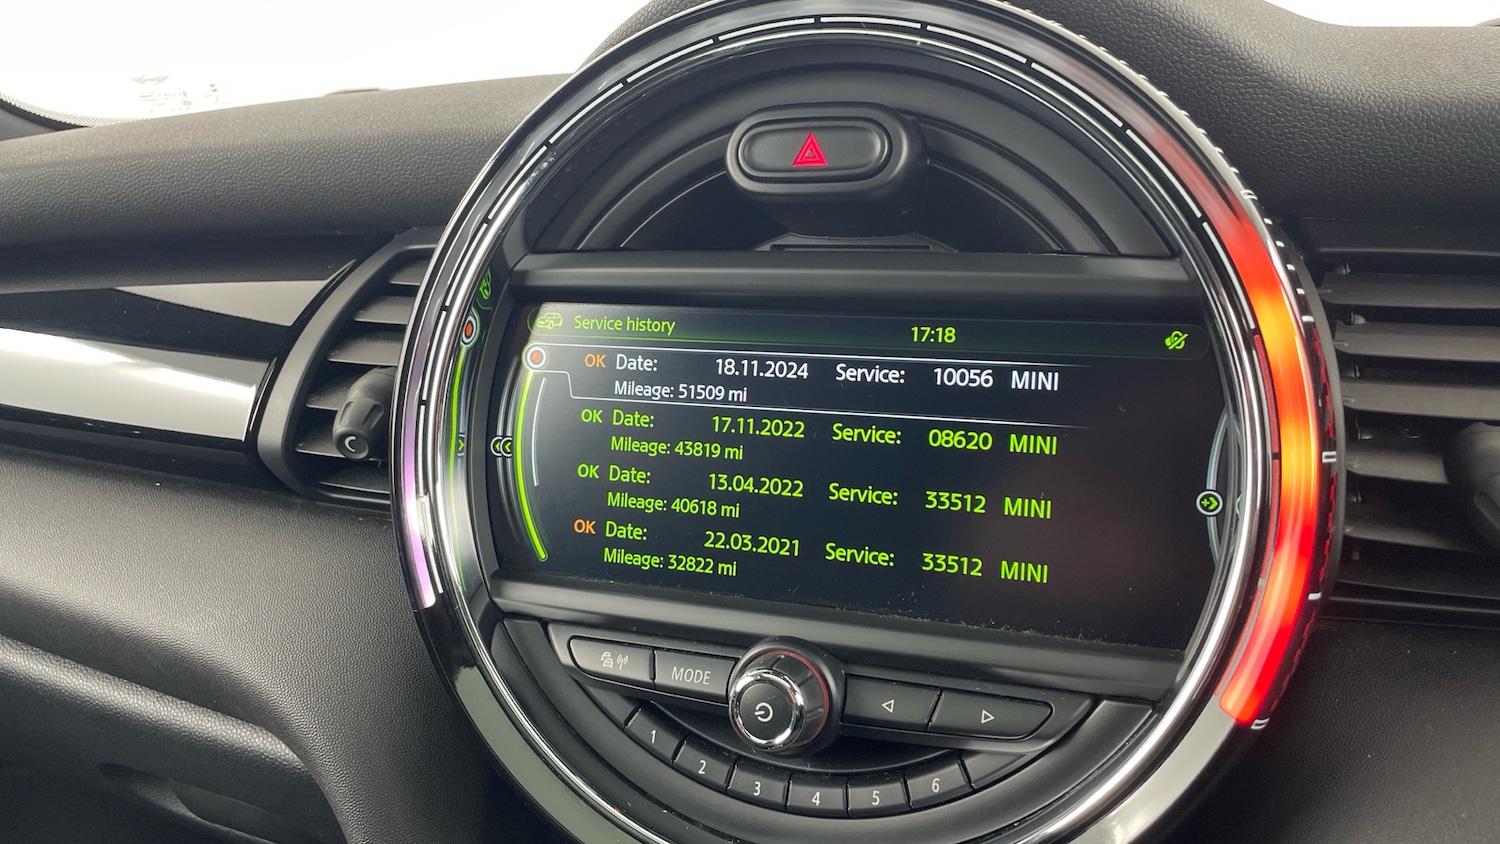 Service history 17:18
OK Date: 18.11.2024 Service: 10056 MINI
Mileage: 51509 mi
OK Date: 17.11.2022 Service: 08620 MINI
Mileage: 43819 mi
OK Date: 13.04.2022 Service: 33512 MINI
Mileage: 40618 mi
OK Date: 22.03.2021 Service: 33512 MINI
Mileage: 32822 mi
MODE
1 2 3 4 5 6